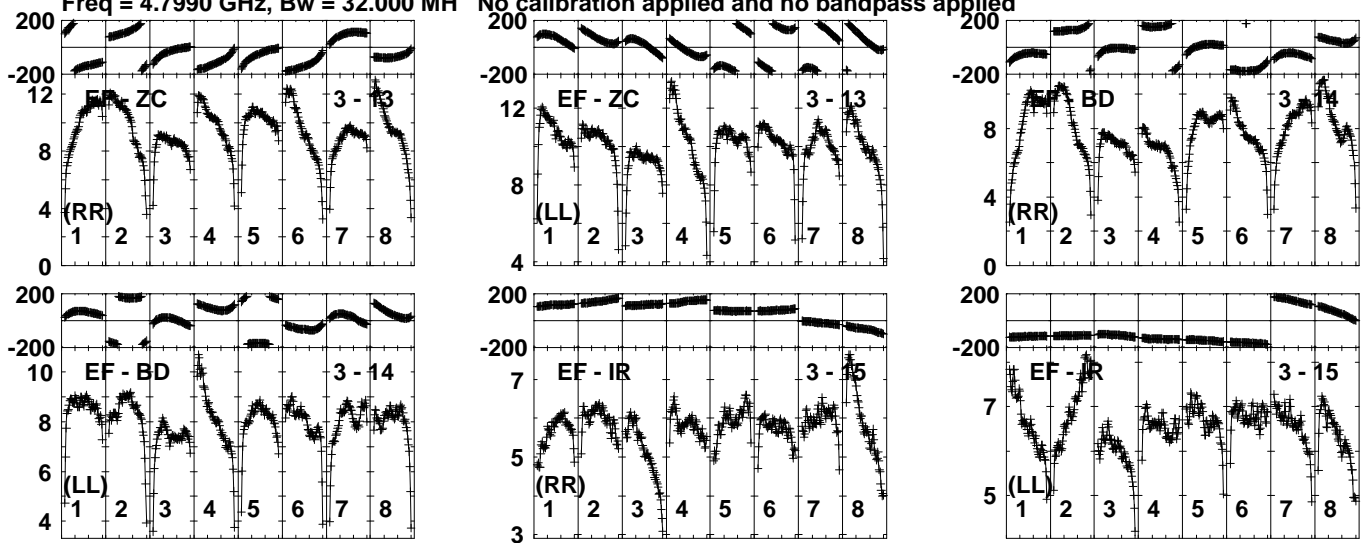 Freq = 4.7990 GHz, Bw = 32.000 MH No calibration applied and no bandpass applied
200
-200
12
8
4
0
EF - ZC 3 - 13
(RR)
1 2 3 4 5 6 7 8
200
-200
12
8
4
EF - ZC 3 - 13
(LL)
1 2 3 4 5 6 7 8
200
-200
8
4
0
EF - BD 3 - 14
(RR)
1 2 3 4 5 6 7 8
200
-200
10
8
6
4
EF - BD 3 - 14
(LL)
1 2 3 4 5 6 7 8
200
-200
7
5
3
EF - IR 3 - 15
(RR)
1 2 3 4 5 6 7 8
200
-200
7
5
EF - IR 3 - 15
(LL)
1 2 3 4 5 6 7 8